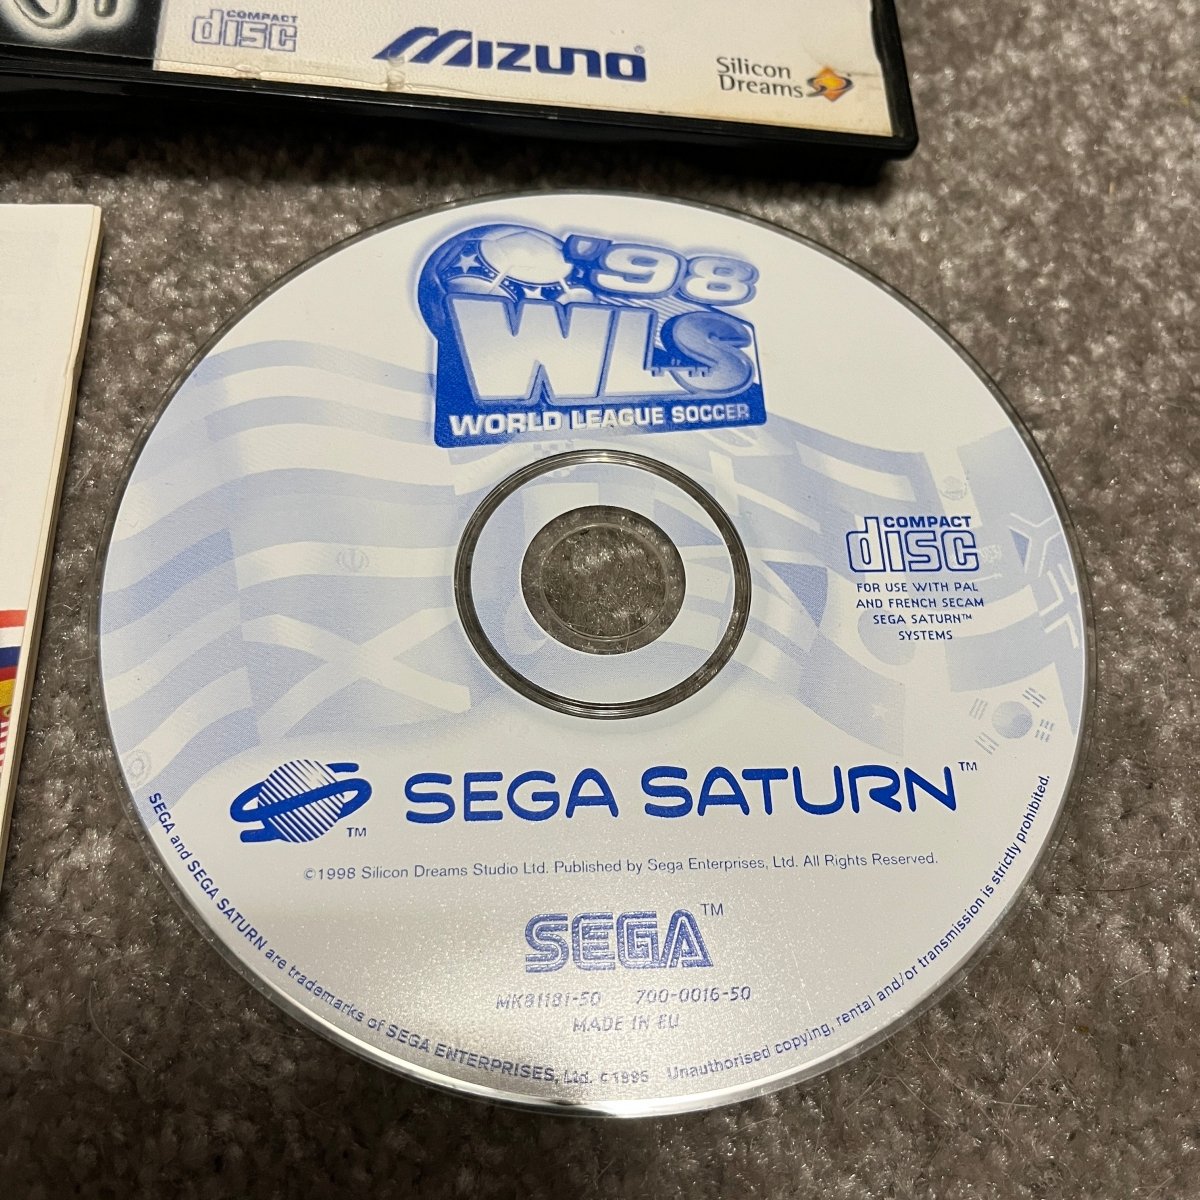 COMPACT
disc
MIZUNO®
Silicon
Dreams
'98
WLS
WORLD LEAGUE SOCCER
COMPACT
disc
FOR USE WITH PAL
AND FRENCH SECAM
SEGA SATURN™
SYSTEMS
SEGA SATURN™
TM
©1998 Silicon Dreams Studio Ltd. Published by Sega Enterprises, Ltd. All Rights Reserved.
SEGA™
MK81181-50 700-0016-50
MADE IN EU
SEGA and SEGA SATURN are trademarks of SEGA ENTERPRISES, Ltd. ©1995 Unauthorised copying, rental and/or transmission is strictly prohibited.